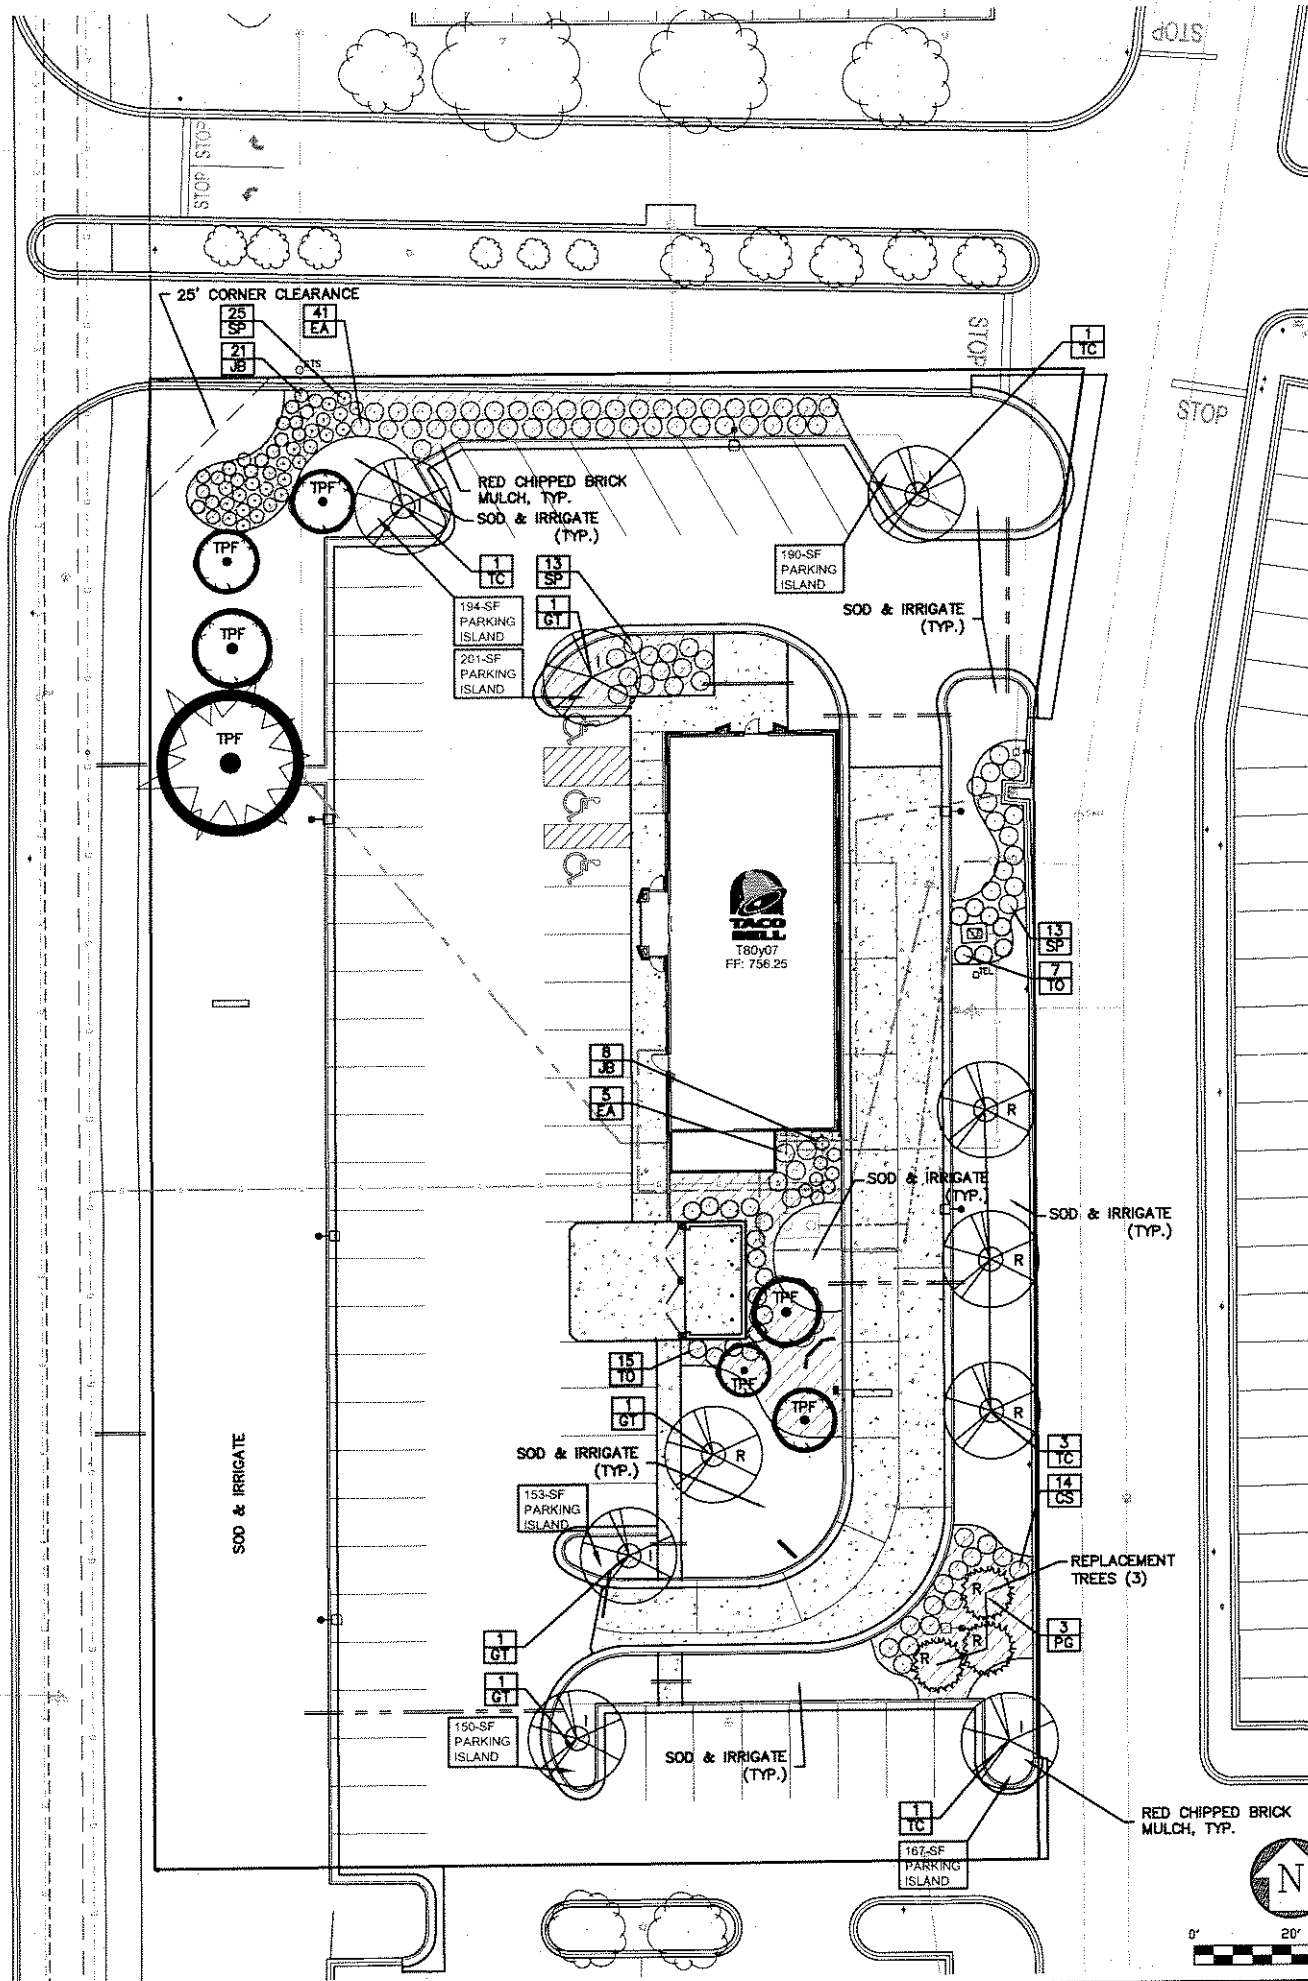 STOP
STOP
STOP
STOP
25' CORNER CLEARANCE
25
SP
41
EA
21
JB
STOP
1
TC
STOP
TPF
RED CHIPPED BRICK
MULCH, TYP.
SOD & IRRIGATE
(TYP.)
I
I
TPF
1
TC
13
SP
190-SF
PARKING
ISLAND
194-SF
PARKING
ISLAND
1
GT
SOD & IRRIGATE
(TYP.)
TPF
201-SF
PARKING
ISLAND
I
TPF
TACO
BELL
T80y07
FF: 756.25
13
SP
7
TO
TEL
8
JB
5
EA
R
SOD & IRRIGATE
(TYP.)
SOD & IRRIGATE
(TYP.)
R
TPF
15
TO
TPF
1
GT
TPF
R
R
SOD & IRRIGATE
(TYP.)
3
TC
14
CS
SOD & IRRIGATE
153-SF
PARKING
ISLAND
I
REPLACEMENT
TREES (3)
R
R
R
3
PG
1
GT
1
GT
150-SF
PARKING
ISLAND
I
SOD & IRRIGATE
(TYP.)
I
1
TC
RED CHIPPED BRICK
MULCH, TYP.
167-SF
PARKING
ISLAND
N
0'
20'